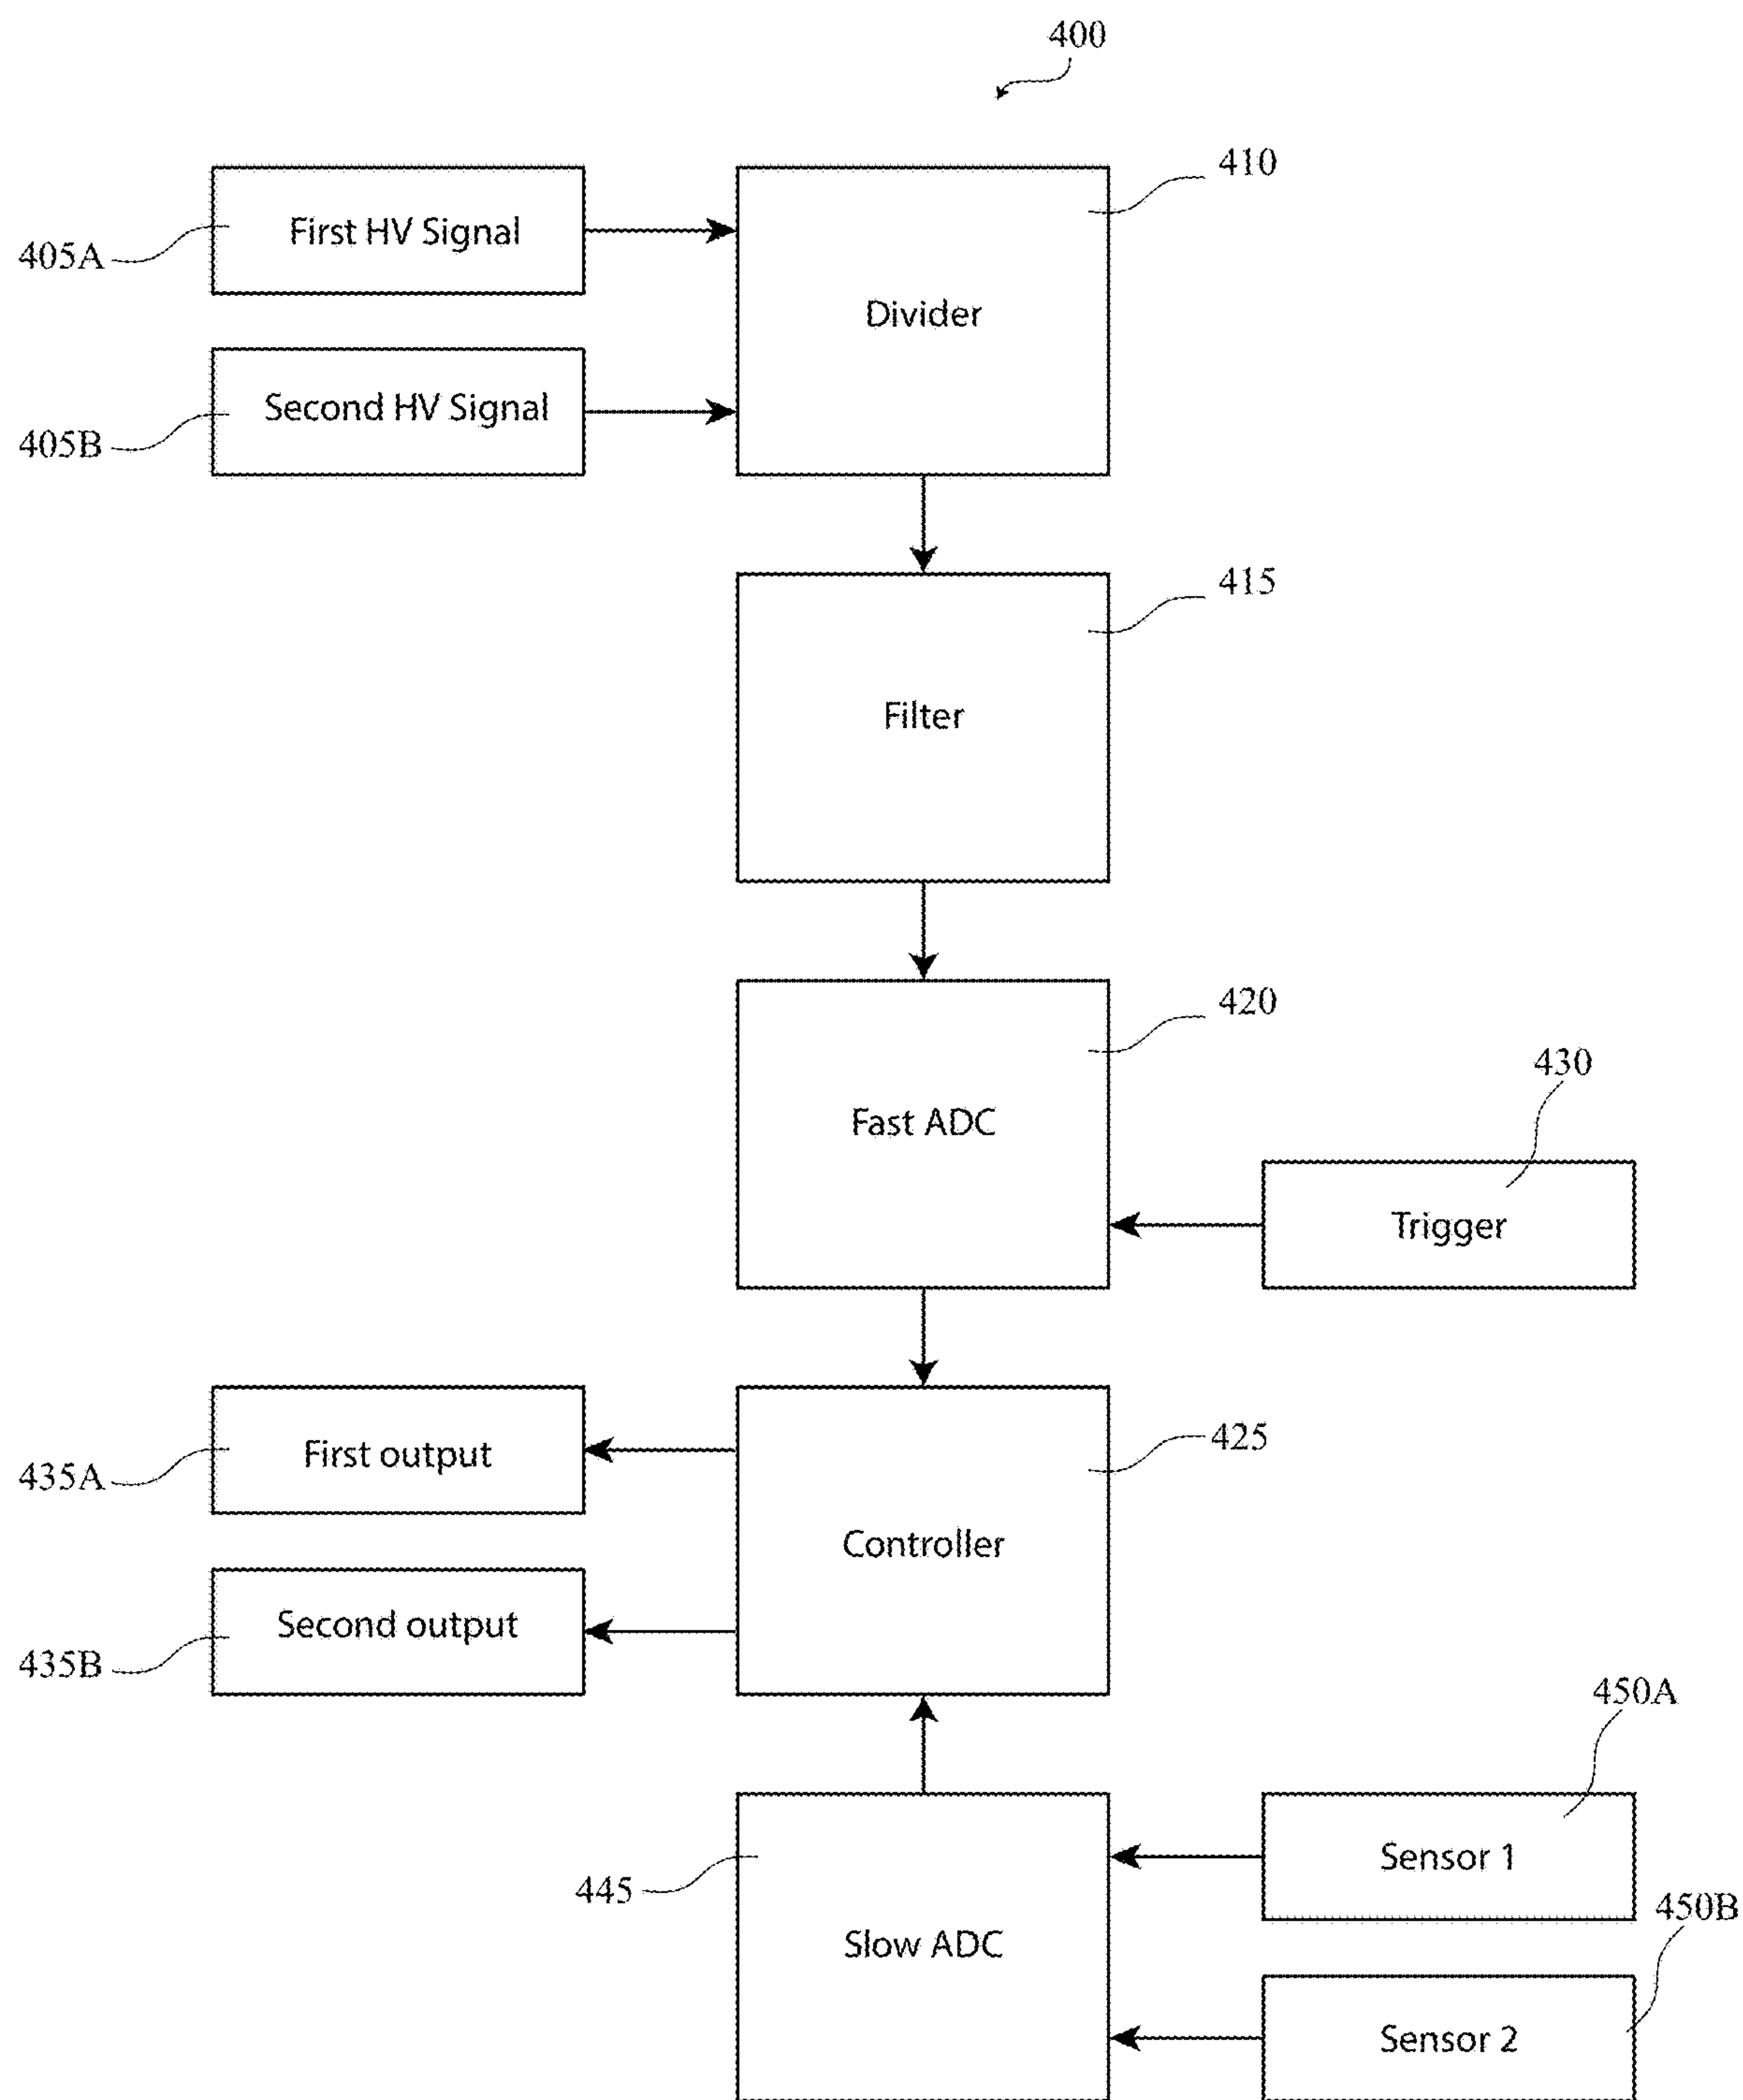 400
410
First HV Signal
405A
Divider
Second HV Signal
405B
415
Filter
420
430
Fast ADC
Trigger
425
First output
435A
Controller
Second output
435B
450A
Sensor 1
445
450B
Slow ADC
Sensor 2